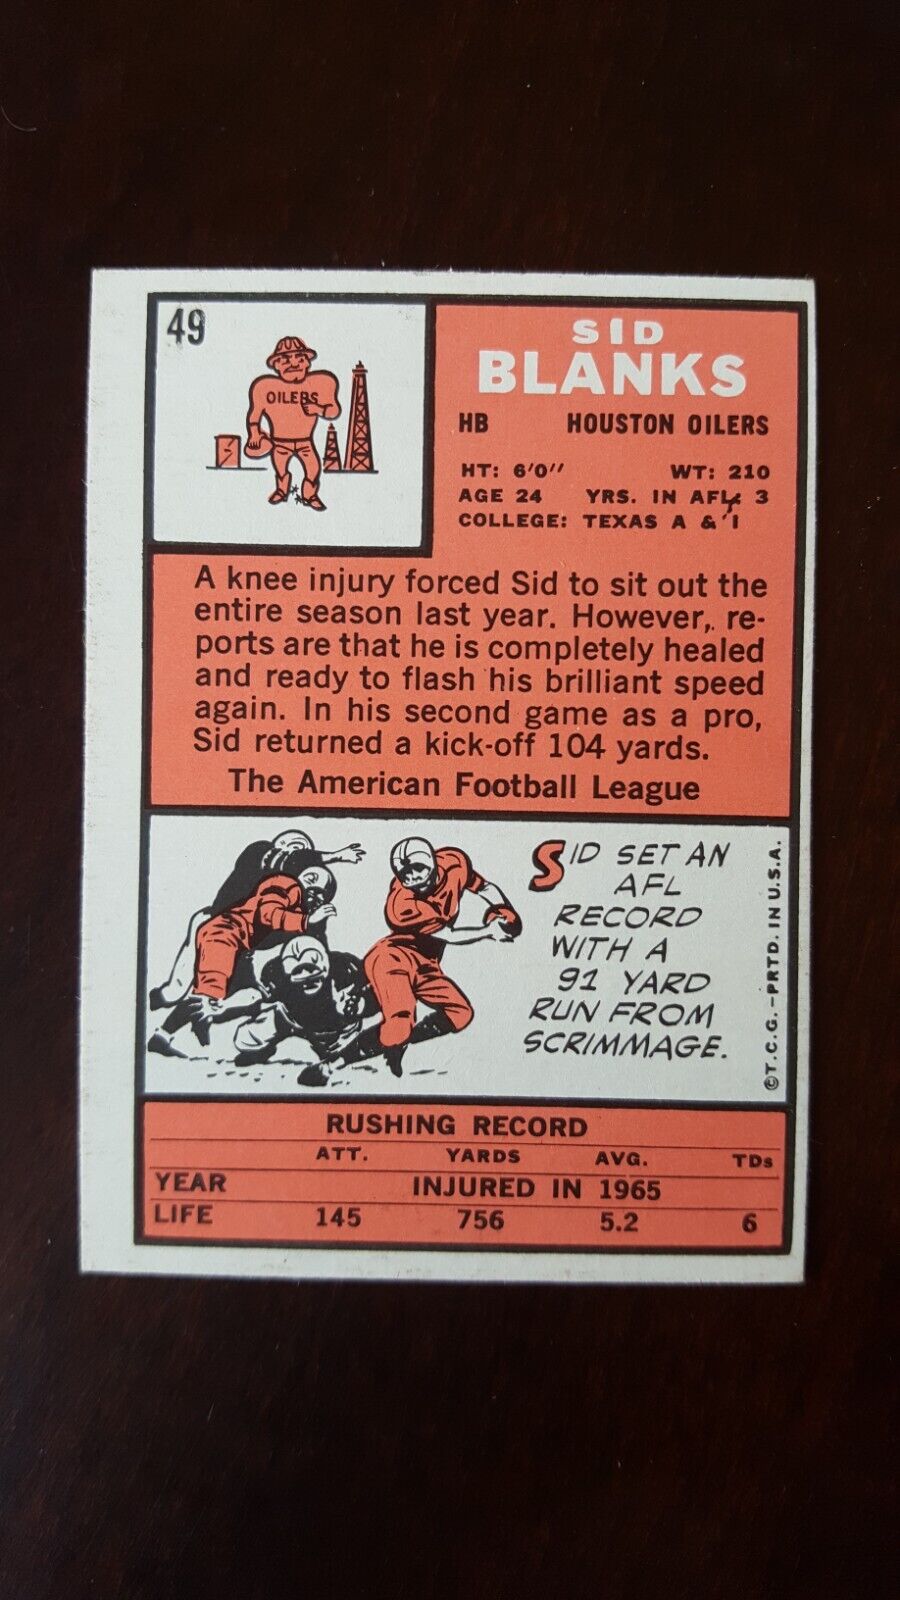 49
OILERS
SID
BLANKS
HB HOUSTON OILERS
HT: 6'0'' WT: 210
AGE 24 YRS. IN AFL: 3
COLLEGE: TEXAS A & I
A knee injury forced Sid to sit out the
entire season last year. However, re-
ports are that he is completely healed
and ready to flash his brilliant speed
again. In his second game as a pro,
Sid returned a kick-off 104 yards.
The American Football League
SID SET AN
AFL
RECORD
WITH A
91 YARD
RUN FROM
SCRIMMAGE.
©T.C.G.-PRTD. IN U.S.A.
RUSHING RECORD
ATT. YARDS AVG. TDs
YEAR INJURED IN 1965
LIFE 145 756 5.2 6